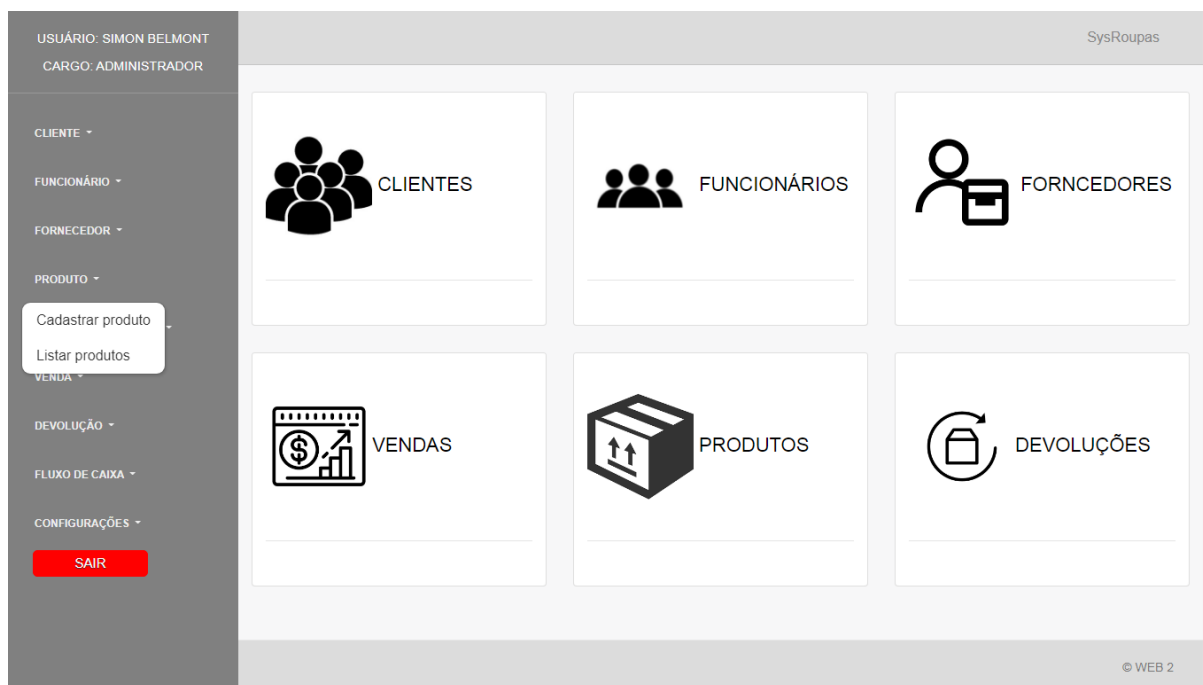 USUÁRIO: SIMON BELMONT
CARGO: ADMINISTRADOR
SysRoupas
CLIENTE
FUNCIONÁRIO
FORNECEDOR
PRODUTO
Cadastrar produto
Listar produtos
VENDA
DEVOLUÇÃO
FLUXO DE CAIXA
CONFIGURAÇÕES
SAIR
CLIENTES
FUNCIONÁRIOS
FORNCEDORES
VENDAS
PRODUTOS
DEVOLUÇÕES
© WEB 2